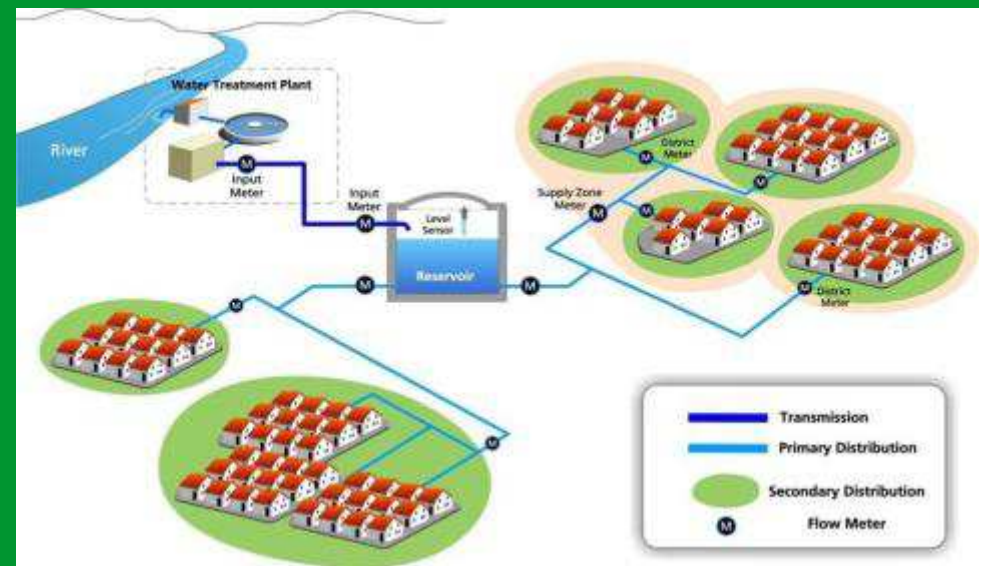 Water Treatment Plant
River
M
Input
Meter
Input
Meter
M
Level
Sensor
Reservoir
M
M
M
M
District
Meter
M
M
Supply Zone
Meter
M
M
M
District
Meter
Transmission
Primary Distribution
Secondary Distribution
M
Flow Meter